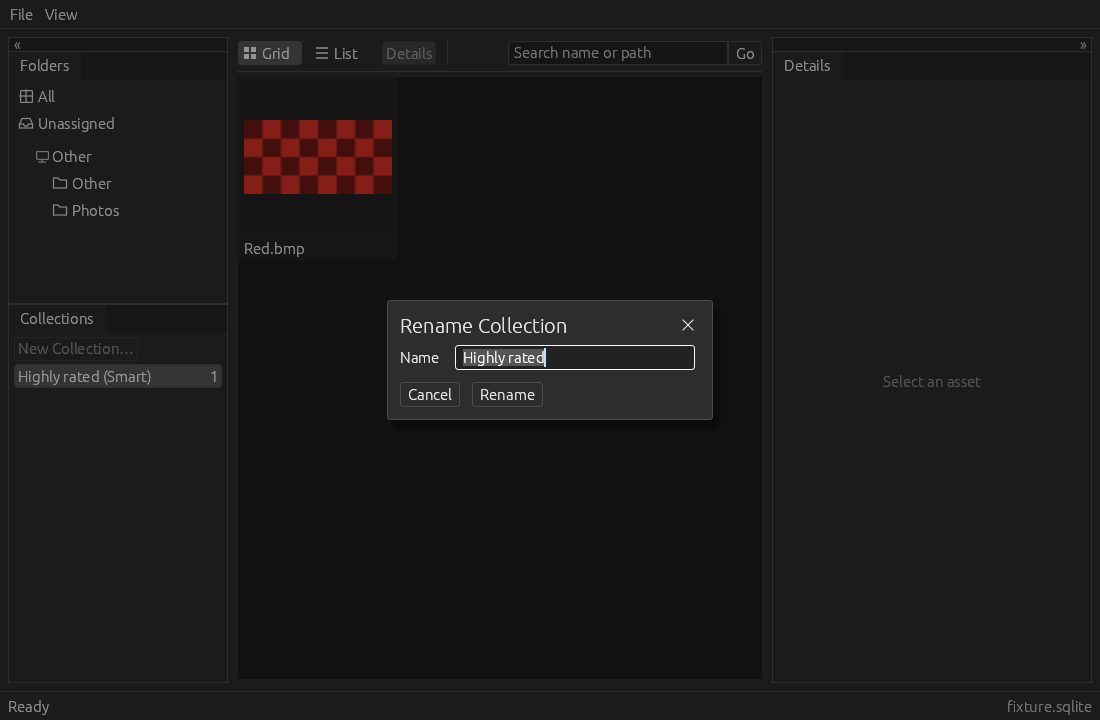 File View
«
Folders
All
Unassigned
Other
Other
Photos
Collections
New Collection...
Highly rated (Smart) 1
Grid List Details Search name or path Go
Red.bmp
Rename Collection
Name Highly rated
Cancel Rename
»
Details
Select an asset
Ready fixture.sqlite